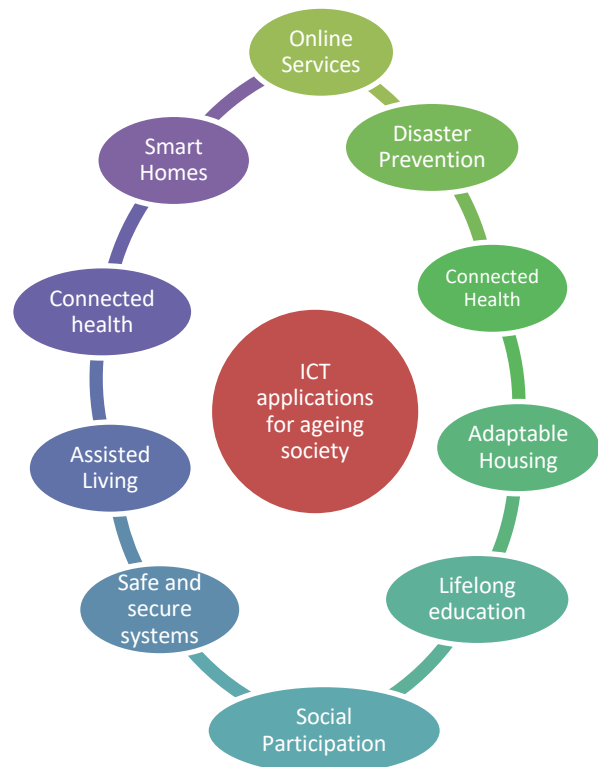 Online
Services
Disaster
Prevention
Connected
Health
Adaptable
Housing
Lifelong
education
Social
Participation
Safe and
secure
systems
Assisted
Living
Connected
health
Smart
Homes
ICT
applications
for ageing
society